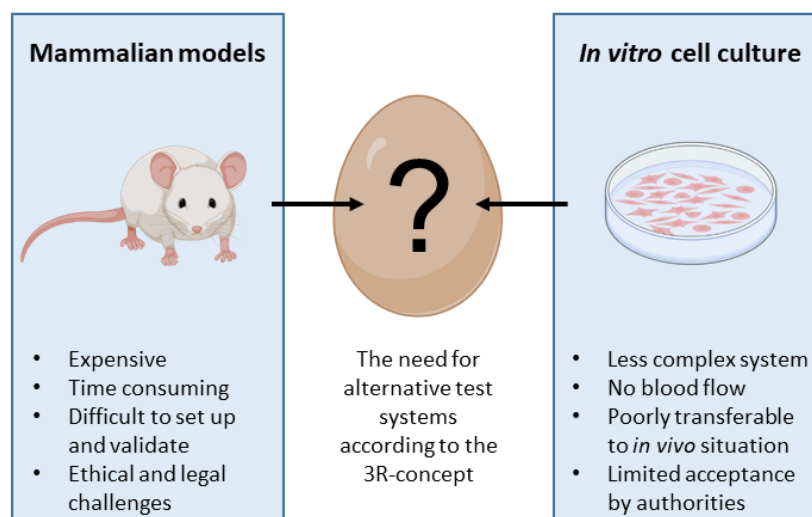 Mammalian models
• Expensive
• Time consuming
• Difficult to set up
and validate
• Ethical and legal
challenges
?
The need for
alternative test
systems
according to the
3R-concept
In vitro cell culture
• Less complex system
• No blood flow
• Poorly transferable
to in vivo situation
• Limited acceptance
by authorities